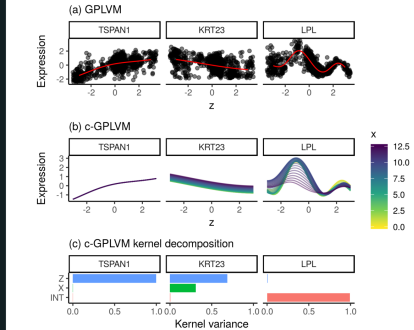 (a) GPLVM
TSPAN1 KRT23 LPL
Expression
2
0
-2
-2 0 2 -2 0 2 -2 0 2
z
(b) c-GPLVM
TSPAN1 KRT23 LPL
Expression
3
2
1
0
-1
-2 0 2 -2 0 2 -2 0 2
z
x
12.5
10.0
7.5
5.0
2.5
0.0
(c) c-GPLVM kernel decomposition
TSPAN1 KRT23 LPL
Z
X
INT
0.0 0.5 1.0 0.0 0.5 1.0 0.0 0.5 1.0
Kernel variance